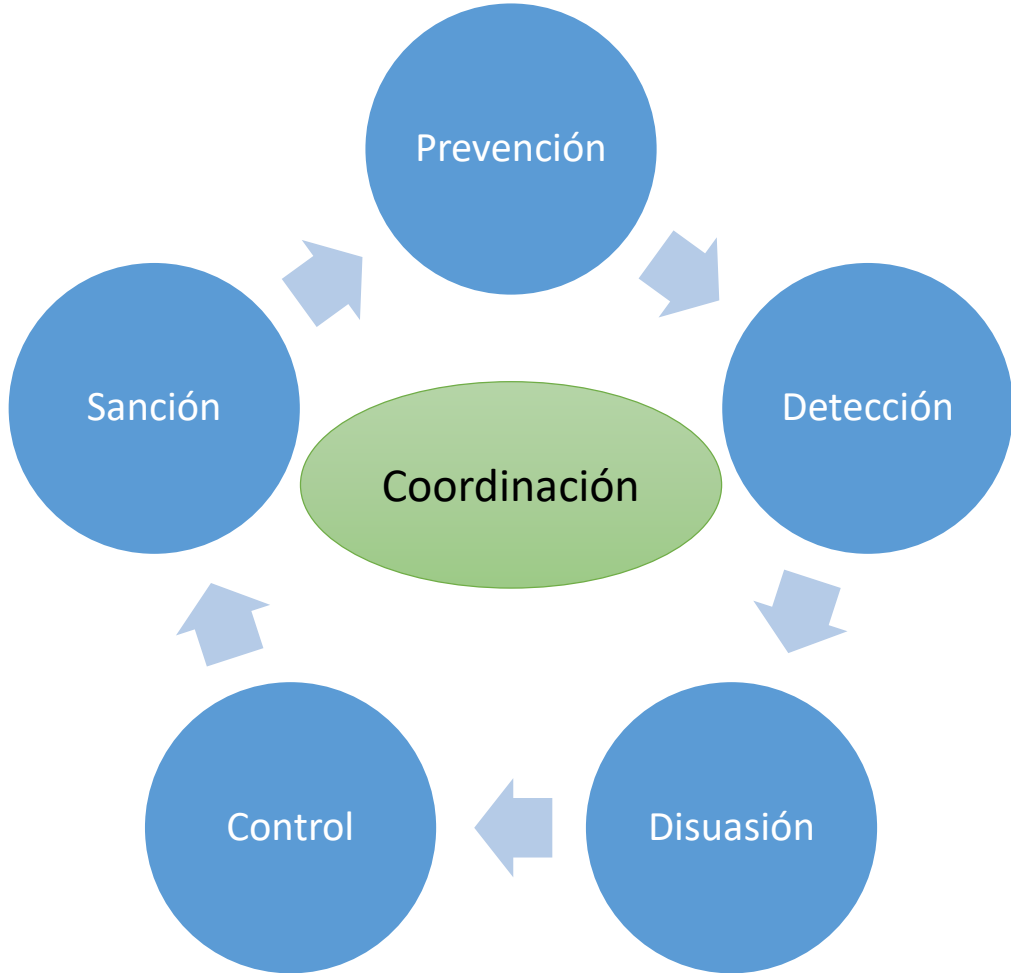 Prevención
Detección
Disuasión
Control
Sanción
Coordinación